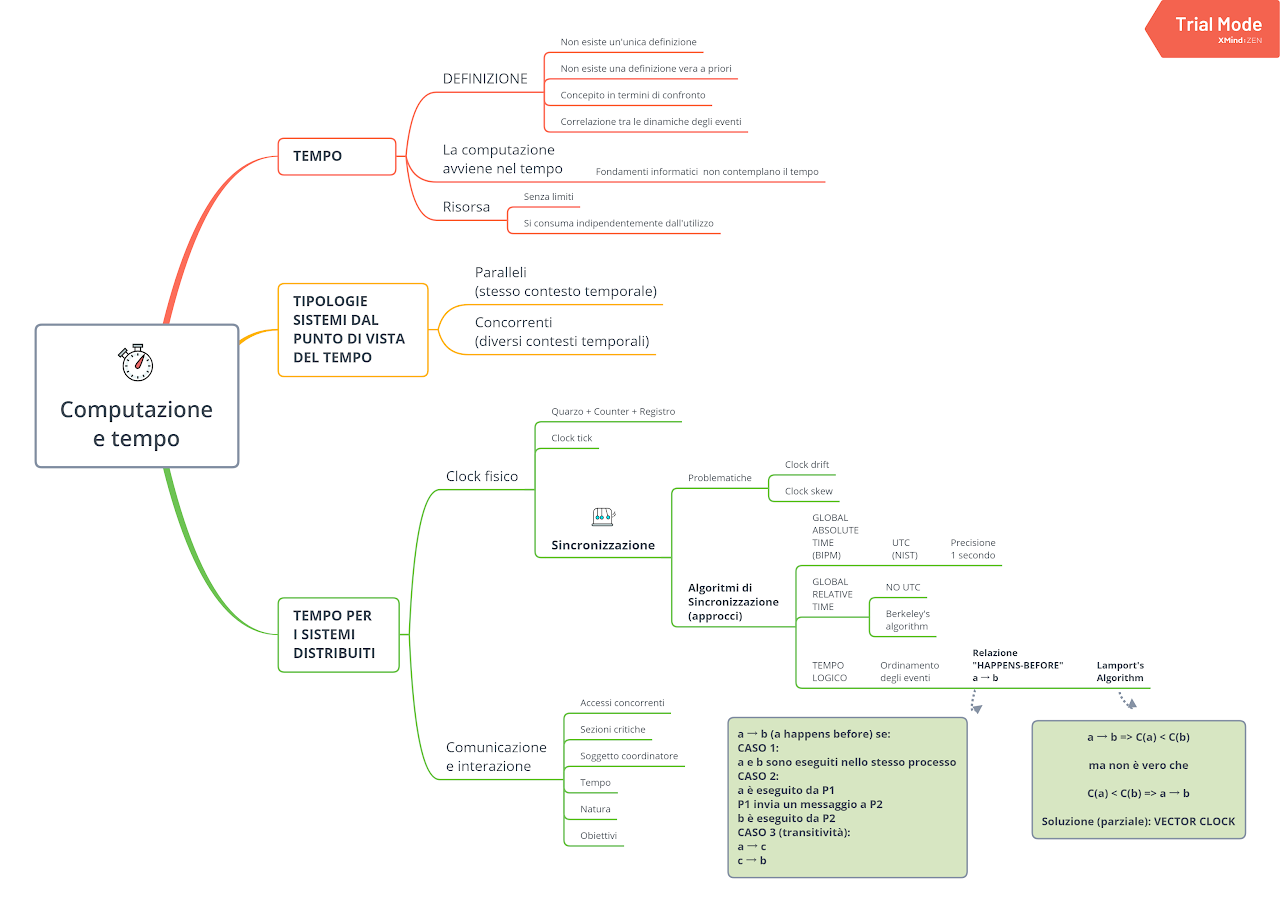 Trial Mode
XMind:ZEN
Computazione
e tempo
TEMPO
DEFINIZIONE
Non esiste un'unica definizione
Non esiste una definizione vera a priori
Concepito in termini di confronto
Correlazione tra le dinamiche degli eventi
La computazione
avviene nel tempo
Fondamenti informatici non contemplano il tempo
Risorsa
Senza limiti
Si consuma indipendentemente dall'utilizzo
TIPOLOGIE
SISTEMI DAL
PUNTO DI VISTA
DEL TEMPO
Paralleli
(stesso contesto temporale)
Concorrenti
(diversi contesti temporali)
TEMPO PER
I SISTEMI
DISTRIBUITI
Clock fisico
Quarzo + Counter + Registro
Clock tick
Sincronizzazione
Problematiche
Clock drift
Clock skew
Algoritmi di
Sincronizzazione
(approcci)
GLOBAL
ABSOLUTE
TIME
(BIPM)
UTC
(NIST)
Precisione
1 secondo
GLOBAL
RELATIVE
TIME
NO UTC
Berkeley's
algorithm
TEMPO
LOGICO
Ordinamento
degli eventi
Relazione
"HAPPENS-BEFORE"
a → b
Lamport's
Algorithm
a → b (a happens before) se:
CASO 1:
a e b sono eseguiti nello stesso processo
CASO 2:
a è eseguito da P1
P1 invia un messaggio a P2
b è eseguito da P2
CASO 3 (transitività):
a → c
c → b
a → b => C(a) < C(b)
ma non è vero che
C(a) < C(b) => a → b
Soluzione (parziale): VECTOR CLOCK
Comunicazione
e interazione
Accessi concorrenti
Sezioni critiche
Soggetto coordinatore
Tempo
Natura
Obiettivi